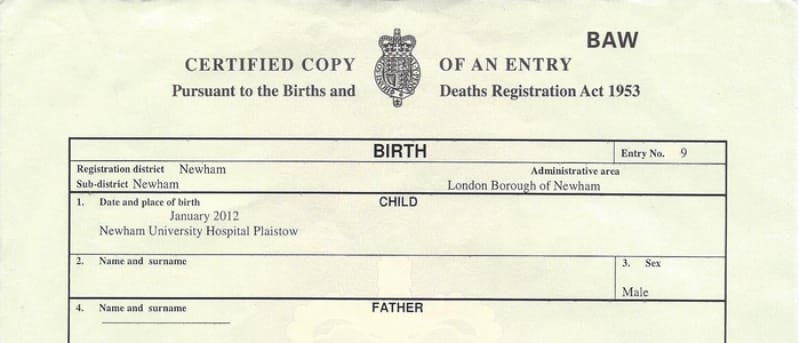 BAW
CERTIFIED COPY OF AN ENTRY
Pursuant to the Births and Deaths Registration Act 1953
BIRTH
Entry No. 9
Registration district Newham
Administrative area
Sub-district Newham
London Borough of Newham
1. Date and place of birth
CHILD
January 2012
Newham University Hospital Plaistow
2. Name and surname
3. Sex
Male
4. Name and surname
FATHER